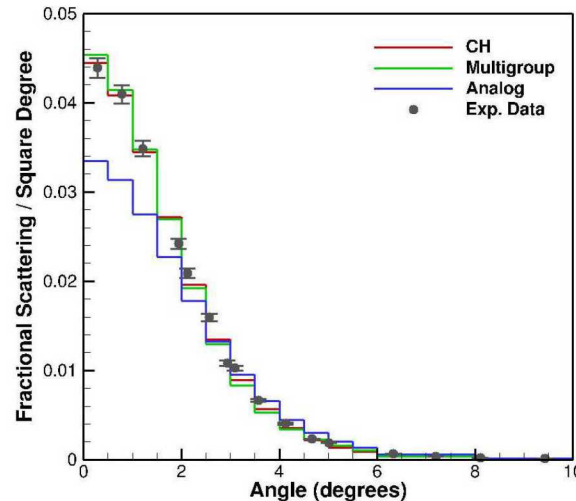 0.05
0.04
0.03
0.02
0.01
0
Fractional Scattering / Square Degree
CH
Multigroup
Analog
Exp. Data
0 2 4 6 8 10
Angle (degrees)